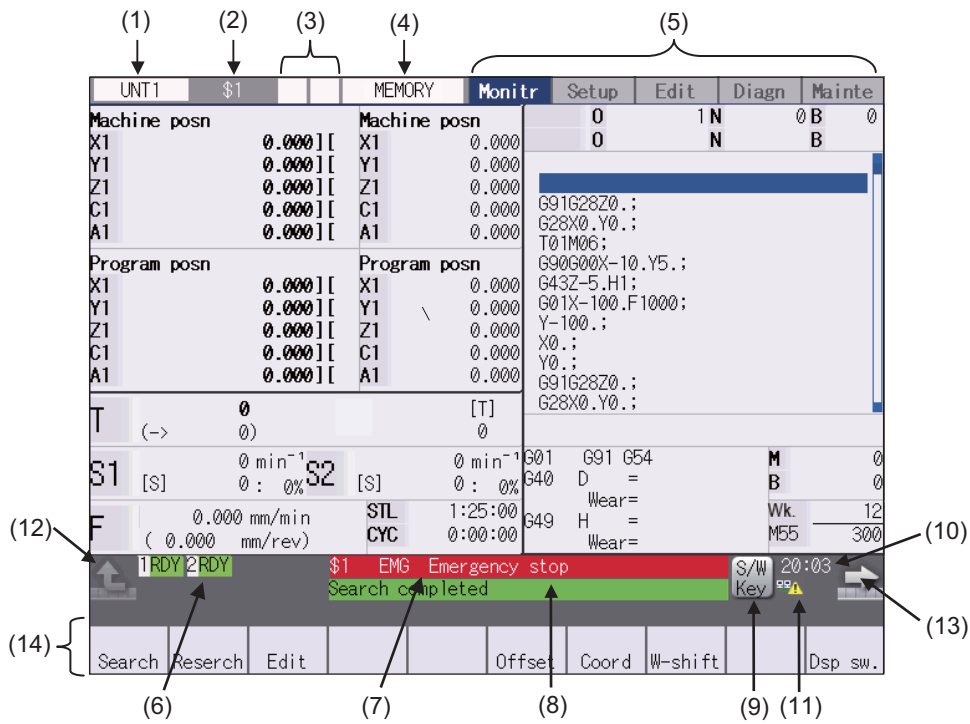 (1) (2) (3) (4) (5)
UNT1 $1 MEMORY Monitr Setup Edit Diagn Mainte
Machine posn Machine posn O 1 N 0 B 0
X1 0.000][ X1 0.000 O N B
Y1 0.000][ Y1 0.000
Z1 0.000][ Z1 0.000
C1 0.000][ C1 0.000
A1 0.000][ A1 0.000
G91G28Z0.;
G28X0.Y0.;
T01M06;
G90G00X-10.Y5.;
G43Z-5.H1;
G01X-100.F1000;
Y-100.;
X0.;
Y0.;
G91G28Z0.;
G28X0.Y0.;
Program posn Program posn
X1 0.000][ X1 0.000
Y1 0.000][ Y1 \ 0.000
Z1 0.000][ Z1 0.000
C1 0.000][ C1 0.000
A1 0.000][ A1 0.000
T 0 [T]
(-> 0) 0
S1 0 min⁻¹ S2 0 min⁻¹
[S] 0 : 0% [S] 0 : 0%
F 0.000 mm/min STL 1:25:00
( 0.000 mm/rev) CYC 0:00:00
G01 G91 G54 M 0
G40 D = B 0
Wear=
G49 H = Wk. 12
Wear= M55 300
(12) (10)
1 RDY 2 RDY $1 EMG Emergency stop S/W Key 20:03
Search completed
(13)
(14)
Search Reserch Edit Offset Coord W-shift Dsp sw.
(6) (7) (8) (9) (11)